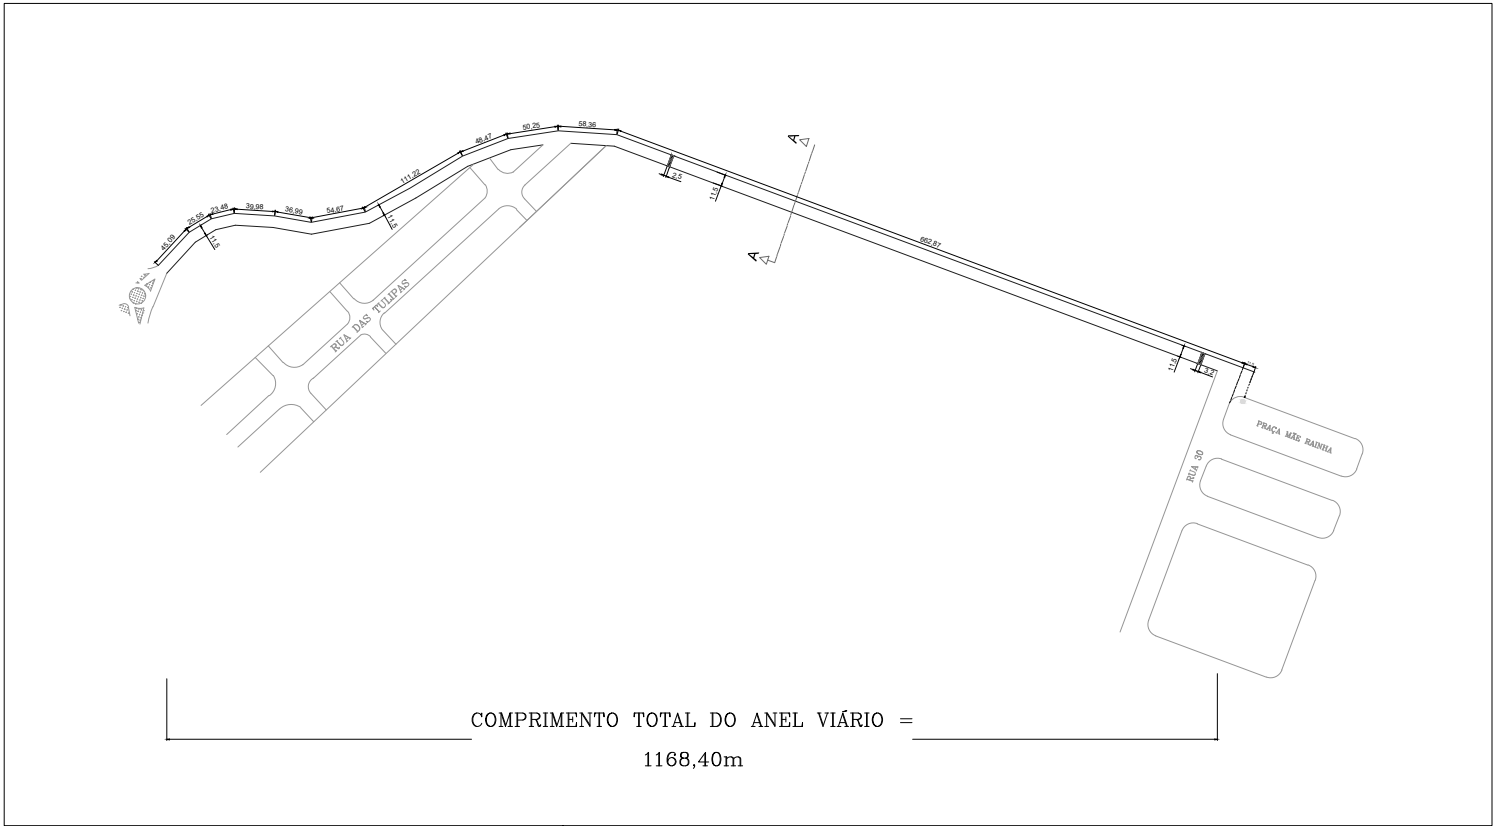 45,09
25,55
23,48
39,98
36,99
54,67
111,22
48,47
50,25
58,36
A
A
11,5
11,5
2,5
11,5
662,87
11,5
3,2
RUA DAS TULIPAS
PRAÇA MÃE RAINHA
RUA 30
COMPRIMENTO TOTAL DO ANEL VIÁRIO =
1168,40m